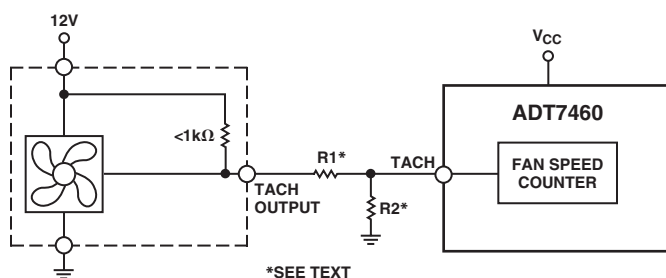 12V
VCC
ADT7460
<1kΩ
R1*
TACH
FAN SPEED
COUNTER
TACH
OUTPUT
R2*
*SEE TEXT